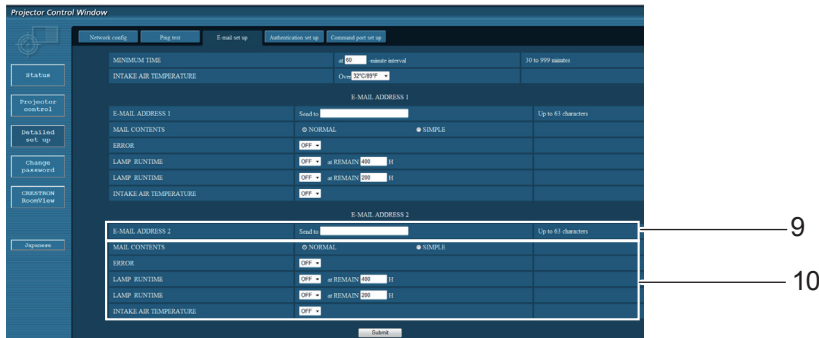 Projector Control Window
Network config Ping test E-mail set up Authentication set up Command port set up
MINIMUM TIME at 60 -minute interval 30 to 999 minutes
INTAKE AIR TEMPERATURE Over 32°C/89°F
E-MAIL ADDRESS 1
E-MAIL ADDRESS 1 Send to Up to 63 characters
MAIL CONTENTS NORMAL SIMPLE
ERROR OFF
LAMP RUNTIME OFF at REMAIN 400 H
LAMP RUNTIME OFF at REMAIN 200 H
INTAKE AIR TEMPERATURE OFF
E-MAIL ADDRESS 2
E-MAIL ADDRESS 2 Send to Up to 63 characters
MAIL CONTENTS NORMAL SIMPLE
ERROR OFF
LAMP RUNTIME OFF at REMAIN 400 H
LAMP RUNTIME OFF at REMAIN 200 H
INTAKE AIR TEMPERATURE OFF
Submit
Status
Projector
control
Detailed
set up
Change
password
CRESTRON
RoomView
Japanese
9
10